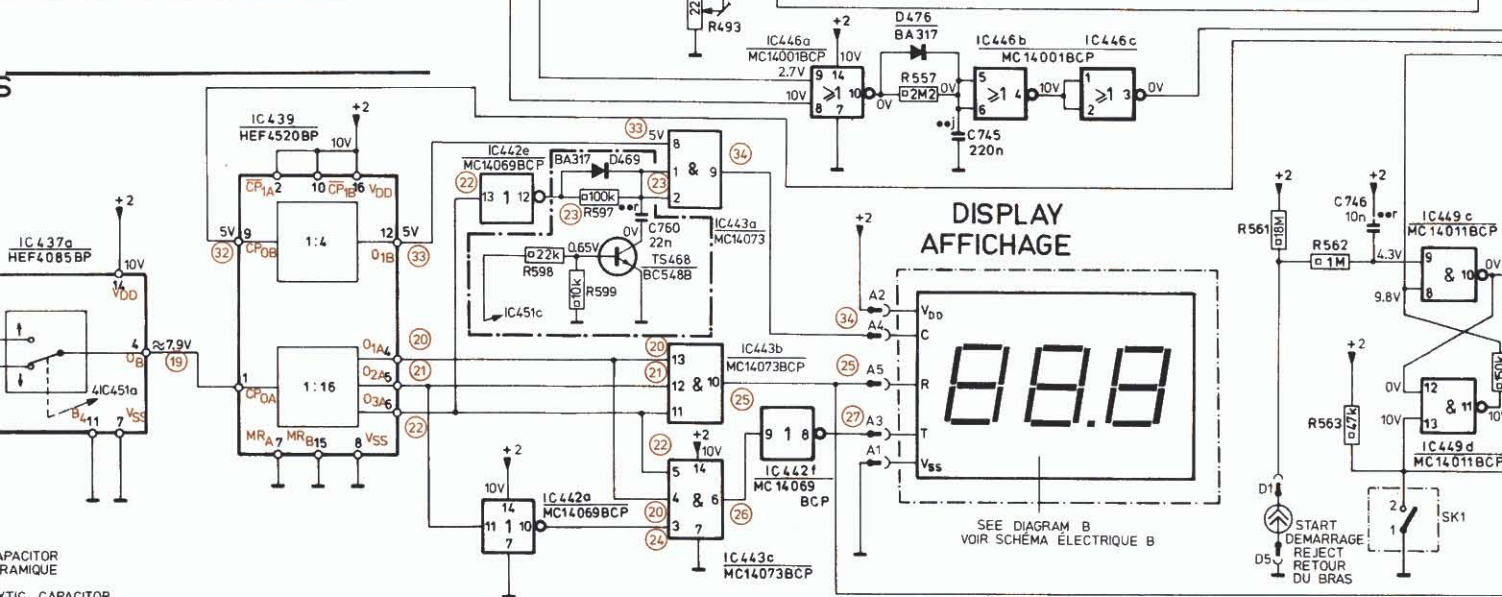 S
22
R493
+2
IC446a
MC14001BCP
10V
2.7V
10V
9 14
≥1 10
8 7
0V
D476
BA317
R557
2M2
0V
IC446b IC446c
MC14001BCP
5
≥1 4
6
10V
1
≥1 3
2
0V
••j
C745
220n
+2
IC439
HEF4520BP
10V
CP1A 2
10 CP1B
16 VDD
5V
9
32
CP0B
1:4
12 5V
O1B
33
1
CP0A
1:16
O1A 4
20
O2A 5
21
O3A 6
22
MRA 7
MRB 15
8 VSS
+2
IC437a
HEF4085BP
10V
14
VDD
4
OB
≈7,9V
19
4IC451a
B4
11
7
VSS
IC442e
MC14069BCP
22
13 1 12
BA317 D469
100k
R597
23
23
••r
C760
22n
0V
0,65V
22k
R598
10k
R599
TS468
BC548B
IC451c
33
5V
8
1
2
& 9
34
IC443a
MC14073
20
21
13
12 & 10
11
IC443b
MC14073BCP
25
22
+2
10V
14
5
4 & 6
3
7
20
24
26
IC443c
MC14073BCP
+2
10V
14
11 1 10
7
IC442a
MC14069BCP
9 1 8
IC442f
MC14069
BCP
DISPLAY
AFFICHAGE
+2
A2
VDD
34
A4
C
25
A5
R
27
A3
T
A1
VSS
88.8
SEE DIAGRAM B
VOIR SCHÉMA ÉLECTRIQUE B
+2
R561
18M
+2
C746
10n
••r
R562
1M
4.3V
IC449c
MC14011BCP
9
& 10
8
0V
9.8V
+2
R563
47k
0V
12
& 11
13
10V
10
150k
IC449d
MC14011BCP
D1
START
DEMARRAGE
REJECT
RETOUR
DU BRAS
D5
2
1
SK1
APACITOR
RAMIQUE
YTIC CAPACITOR